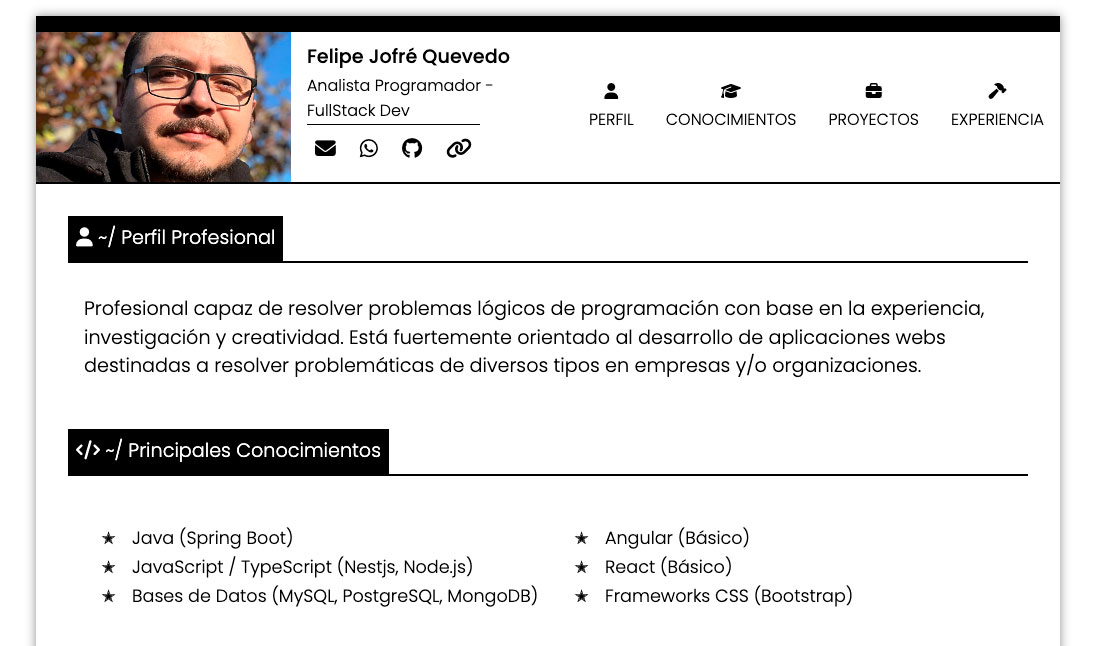 Felipe Jofré Quevedo
Analista Programador -
FullStack Dev
PERFIL
CONOCIMIENTOS
PROYECTOS
EXPERIENCIA
~/ Perfil Profesional
Profesional capaz de resolver problemas lógicos de programación con base en la experiencia,
investigación y creatividad. Está fuertemente orientado al desarrollo de aplicaciones webs
destinadas a resolver problemáticas de diversos tipos en empresas y/o organizaciones.
</> ~/ Principales Conocimientos
★ Java (Spring Boot)
★ JavaScript / TypeScript (Nestjs, Node.js)
★ Bases de Datos (MySQL, PostgreSQL, MongoDB)
★ Angular (Básico)
★ React (Básico)
★ Frameworks CSS (Bootstrap)